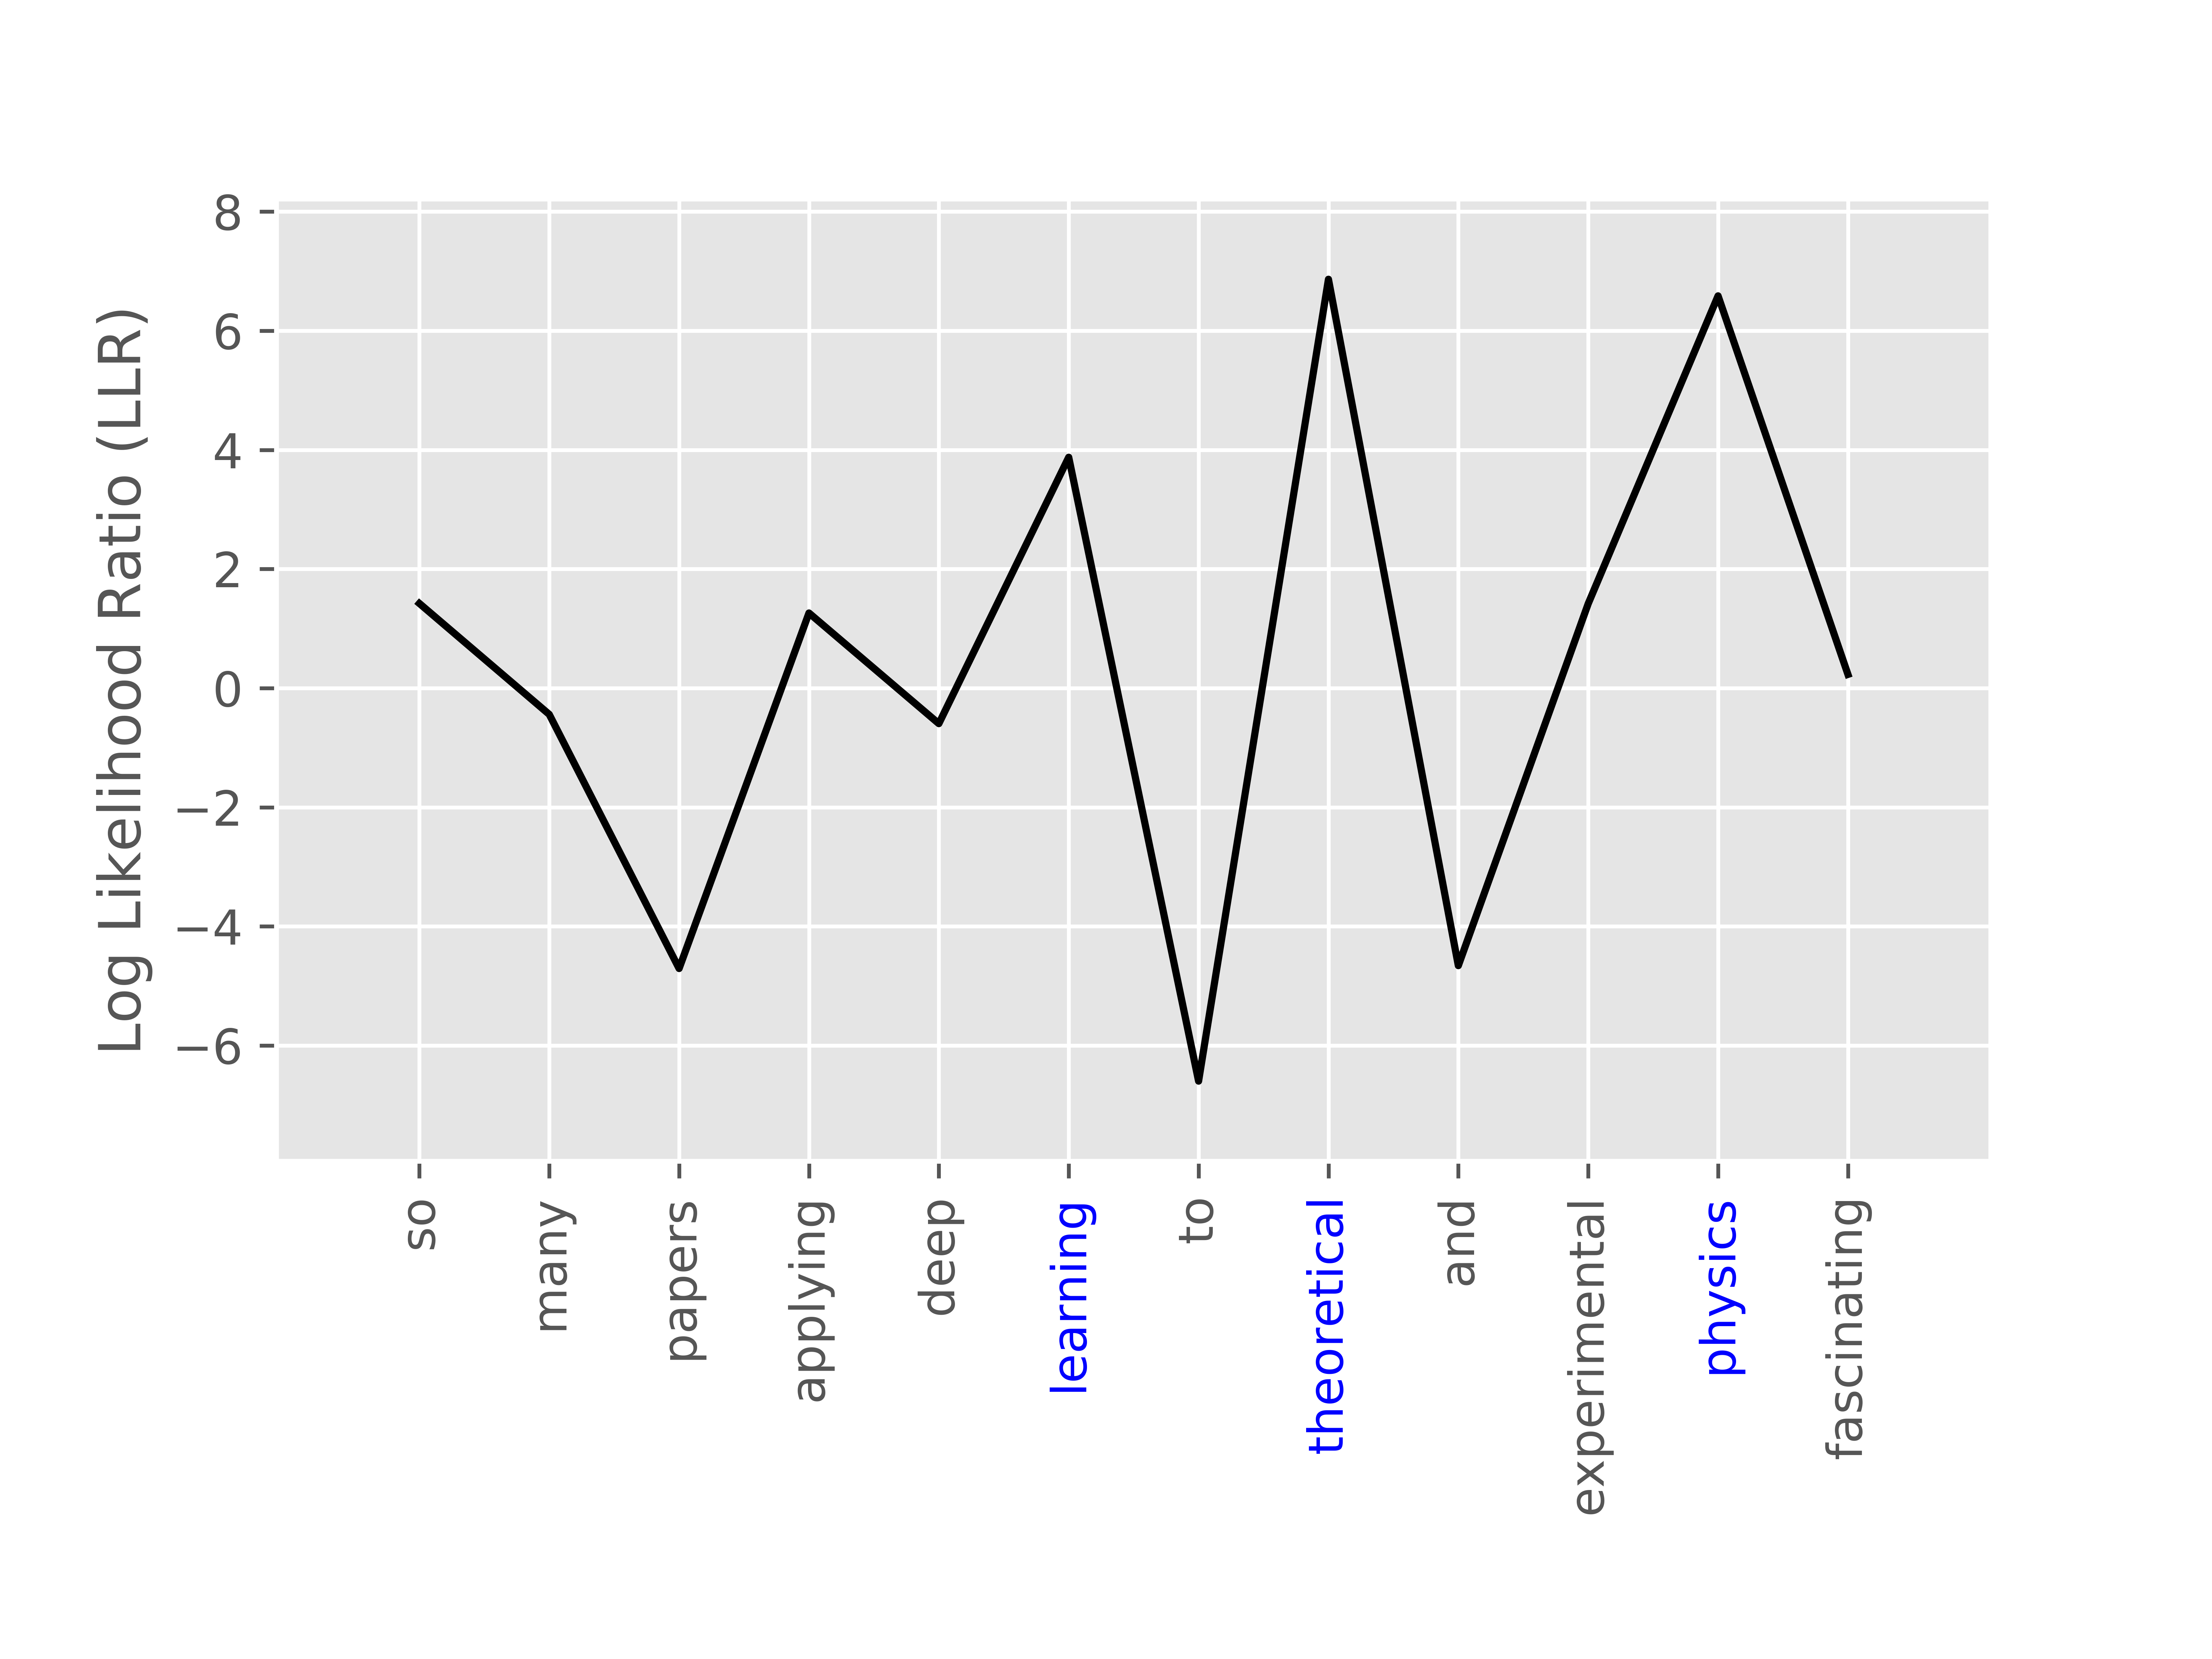 Log Likelihood Ratio (LLR)
8
6
4
2
0
−2
−4
−6
so
many
papers
applying
deep
learning
to
theoretical
and
experimental
physics
fascinating